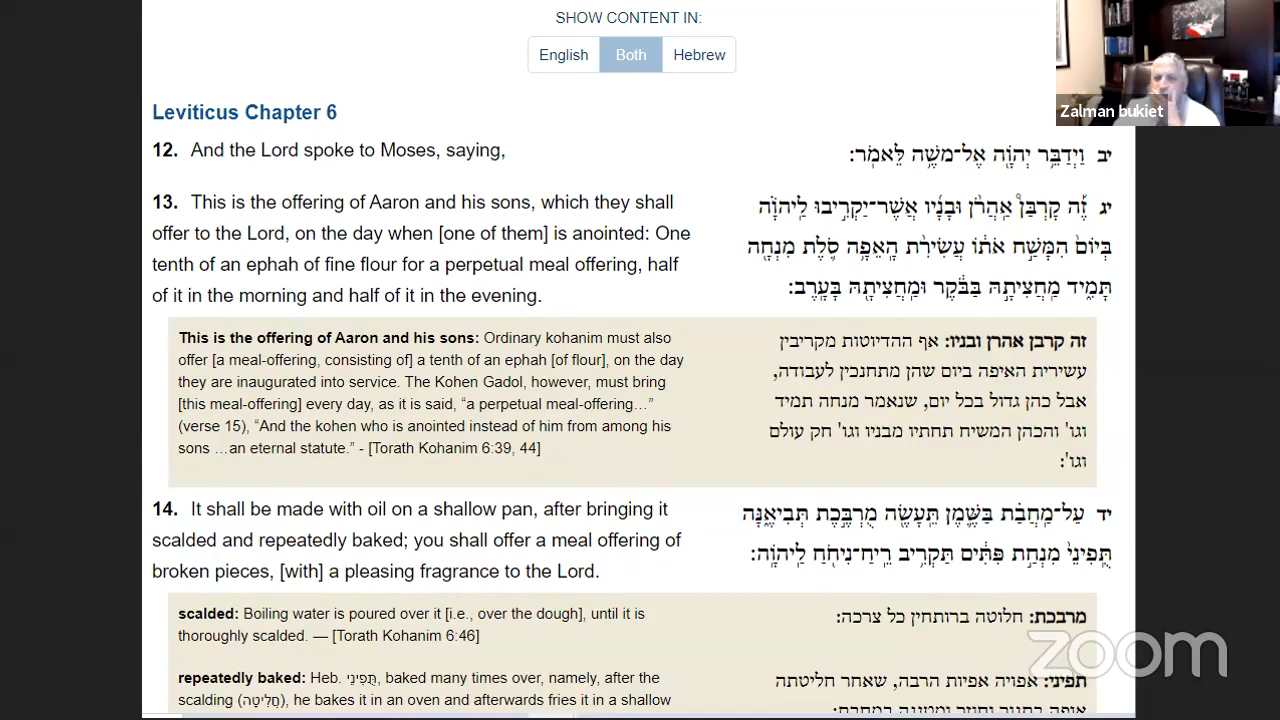 SHOW CONTENT IN:
English Both Hebrew
Zalman bukiet
Leviticus Chapter 6
12. And the Lord spoke to Moses, saying,
יב וַיְדַבֵּ֥ר יְהֹוָ֖ה אֶל־משֶׁ֥ה לֵּאמֹֽר:
13. This is the offering of Aaron and his sons, which they shall
offer to the Lord, on the day when [one of them] is anointed: One
tenth of an ephah of fine flour for a perpetual meal offering, half
of it in the morning and half of it in the evening.
יג זֶ֡ה קָרְבַּן֩ אַֽהֲרֹ֨ן וּבָנָ֜יו אֲשֶׁר־יַקְרִ֣יבוּ לַֽיהֹוָ֗ה
בְּיוֹם֙ הִמָּשַׁ֣ח אֹת֔וֹ עֲשִׂירִ֨ת הָֽאֵפָ֥ה סֹ֛לֶת מִנְחָ֖ה
תָּמִ֑יד מַֽחֲצִיתָ֣הּ בַּבֹּ֔קֶר וּמַֽחֲצִיתָ֖הּ בָּעָֽרֶב:
This is the offering of Aaron and his sons: Ordinary kohanim must also
offer [a meal-offering, consisting of] a tenth of an ephah [of flour], on the day
they are inaugurated into service. The Kohen Gadol, however, must bring
[this meal-offering] every day, as it is said, “a perpetual meal-offering…”
(verse 15), “And the kohen who is anointed instead of him from among his
sons …an eternal statute.” - [Torath Kohanim 6:39, 44]
זה קרבן אהרן ובניו: אף ההדיוטות מקריבין
עשירית האיפה ביום שהן מתחנכין לעבודה,
אבל כהן גדול בכל יום, שנאמר מנחה תמיד
וגו' והכהן המשיח תחתיו מבניו וגו' חק עולם
וגו':
14. It shall be made with oil on a shallow pan, after bringing it
scalded and repeatedly baked; you shall offer a meal offering of
broken pieces, [with] a pleasing fragrance to the Lord.
יד עַל־מַֽחֲבַ֗ת בַּשֶּׁ֛מֶן תֵּֽעָשֶׂ֖ה מֻרְבֶּ֣כֶת תְּבִיאֶ֑נָּה
תֻּֽפִינֵי֙ מִנְחַ֣ת פִּתִּ֔ים תַּקְרִ֥יב רֵֽיחַ־נִיחֹ֖חַ לַֽיהֹוָֽה:
scalded: Boiling water is poured over it [i.e., over the dough], until it is
thoroughly scalded. — [Torath Kohanim 6:46]
מרבכת: חלוטה ברותחין כל צרכה:
repeatedly baked: Heb. תֻּפִינֵי, baked many times over, namely, after the
scalding (חֲלִיטָה), he bakes it in an oven and afterwards fries it in a shallow
תפיני: אפויה אפיות הרבה, שאחר חליטתה
אופה בתנור וחוזר ומטגנה במחבת:
zoom